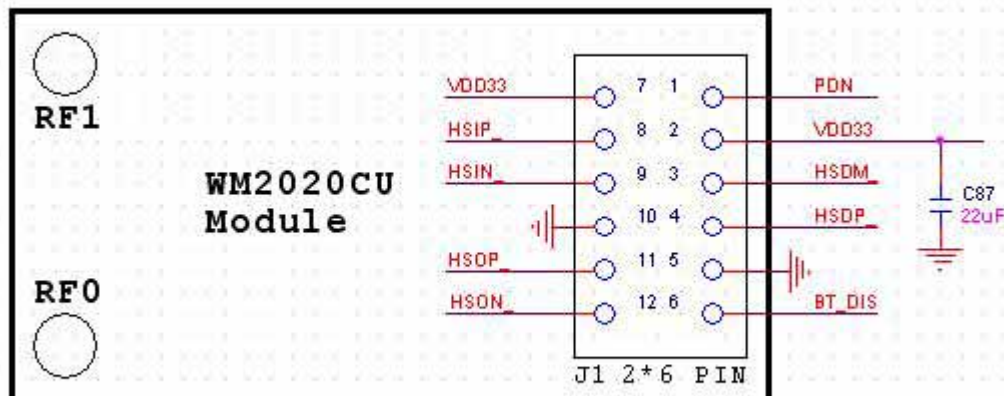 RF1
WM2020CU
Module
RF0
VDD33 7 1 PDN
HSIP_ 8 2 VDD33
HSIN_ 9 3 HSDM_
10 4 HSDP_
HSOP_ 11 5
HSON_ 12 6 BT_DIS
C87
22uF
J1 2*6 PIN